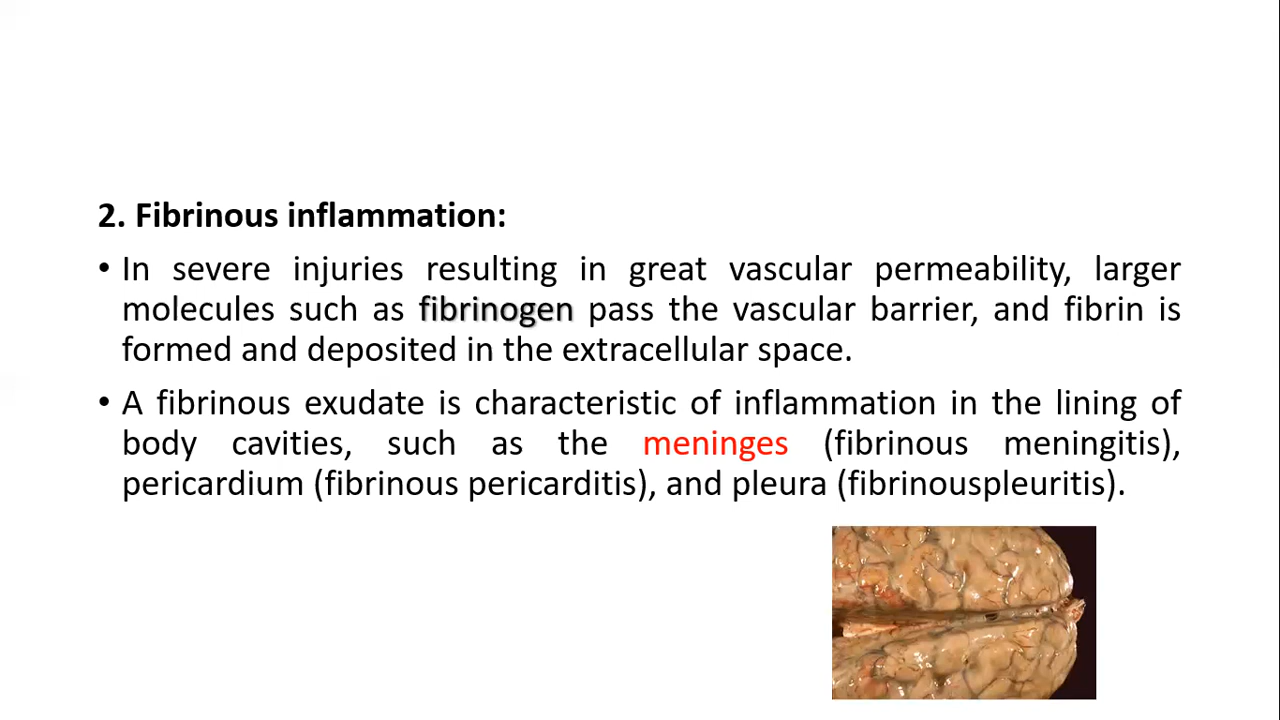 2. Fibrinous inflammation:
• In severe injuries resulting in great vascular permeability, larger
molecules such as fibrinogen pass the vascular barrier, and fibrin is
formed and deposited in the extracellular space.
• A fibrinous exudate is characteristic of inflammation in the lining of
body cavities, such as the meninges (fibrinous meningitis),
pericardium (fibrinous pericarditis), and pleura (fibrinouspleuritis).